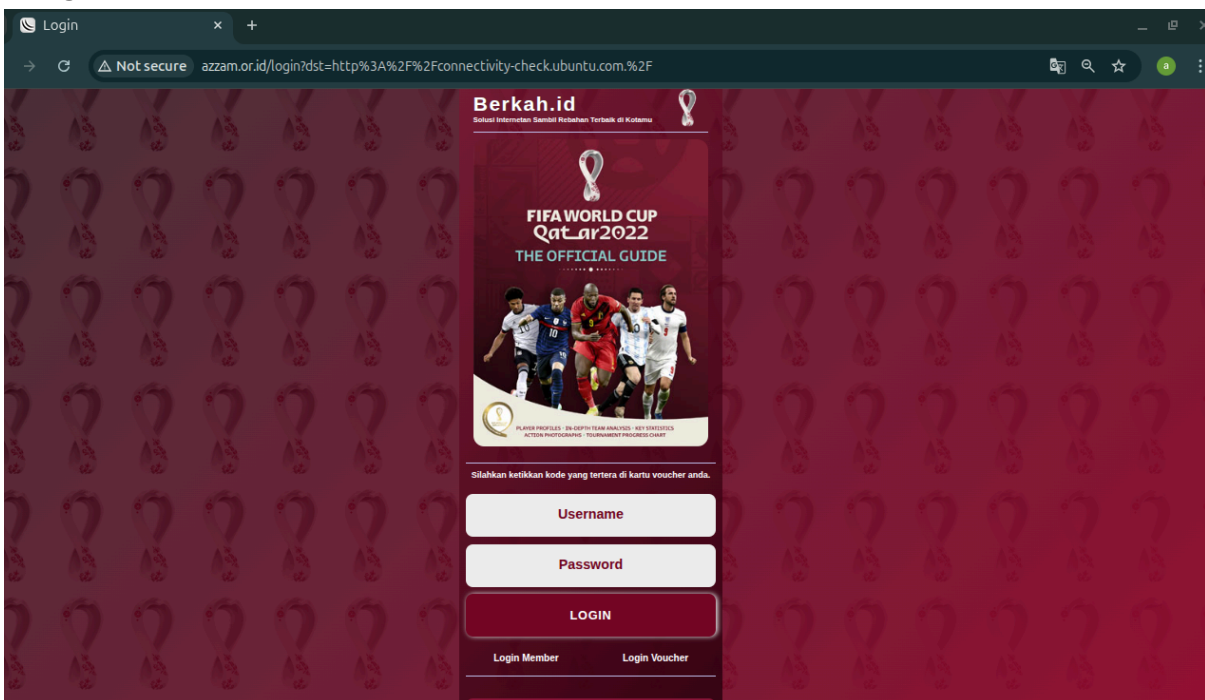 Login
Not secure azzam.or.id/login?dst=http%3A%2F%2Fconnectivity-check.ubuntu.com.%2F
a
Berkah.id
Solusi Internetan Sambil Rebahan Terbaik di Kotamu
FIFA WORLD CUP
Qatar2022
THE OFFICIAL GUIDE
10
10
9
PLAYER PROFILES · IN-DEPTH TEAM ANALYSIS · KEY STATISTICS
ACTION PHOTOGRAPHS · TOURNAMENT PROGRESS CHART
Silahkan ketikkan kode yang tertera di kartu voucher anda.
Username
Password
LOGIN
Login Member Login Voucher